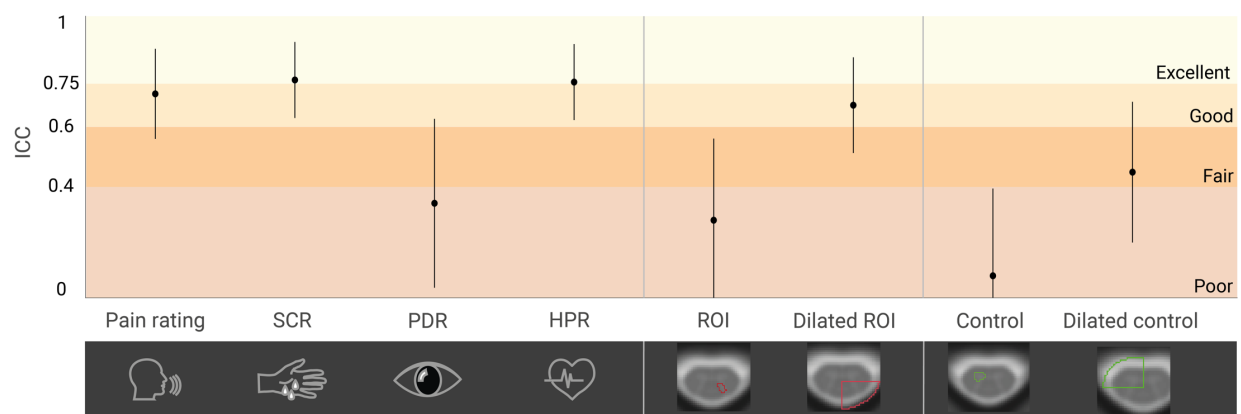 1
0.75
0.6
0.4
0
ICC
Excellent
Good
Fair
Poor
Pain rating SCR PDR HPR ROI Dilated ROI Control Dilated control